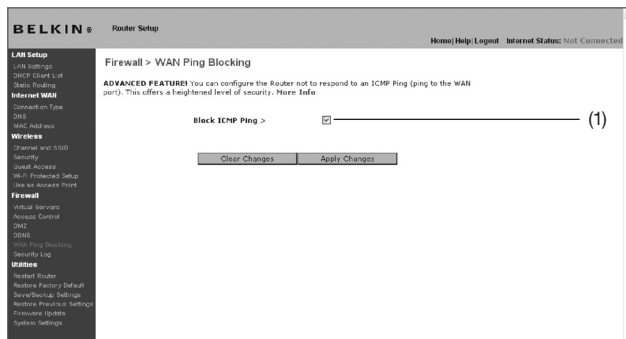 BELKIN® Router Setup
Home|Help|Logout Internet Status: Not Connected
LAN Setup
LAN Settings
DHCP Client List
Static Routing
Internet WAN
Connection Type
DNS
MAC Address
Wireless
Channel and SSID
Security
Guest Access
Wi-Fi Protected Setup
Use as Access Point
Firewall
Virtual Servers
Access Control
DMZ
DDNS
WAN Ping Blocking
Security Log
Utilities
Restart Router
Restore Factory Default
Save/Backup Settings
Restore Previous Settings
Firmware Update
System Settings
Firewall > WAN Ping Blocking
ADVANCED FEATURE! You can configure the Router not to respond to an ICMP Ping (ping to the WAN
port). This offers a heightened level of security. More Info
Block ICMP Ping >
(1)
Clear Changes Apply Changes